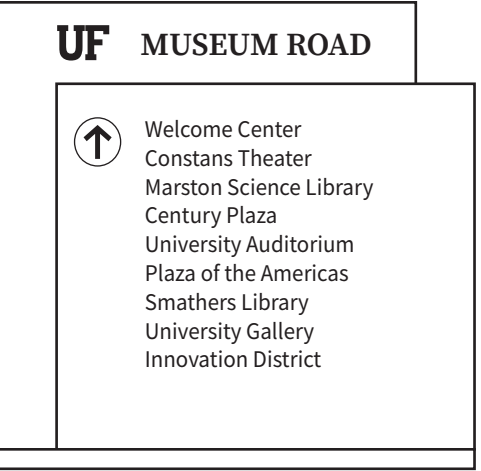 UF MUSEUM ROAD
Welcome Center
Constans Theater
Marston Science Library
Century Plaza
University Auditorium
Plaza of the Americas
Smathers Library
University Gallery
Innovation District